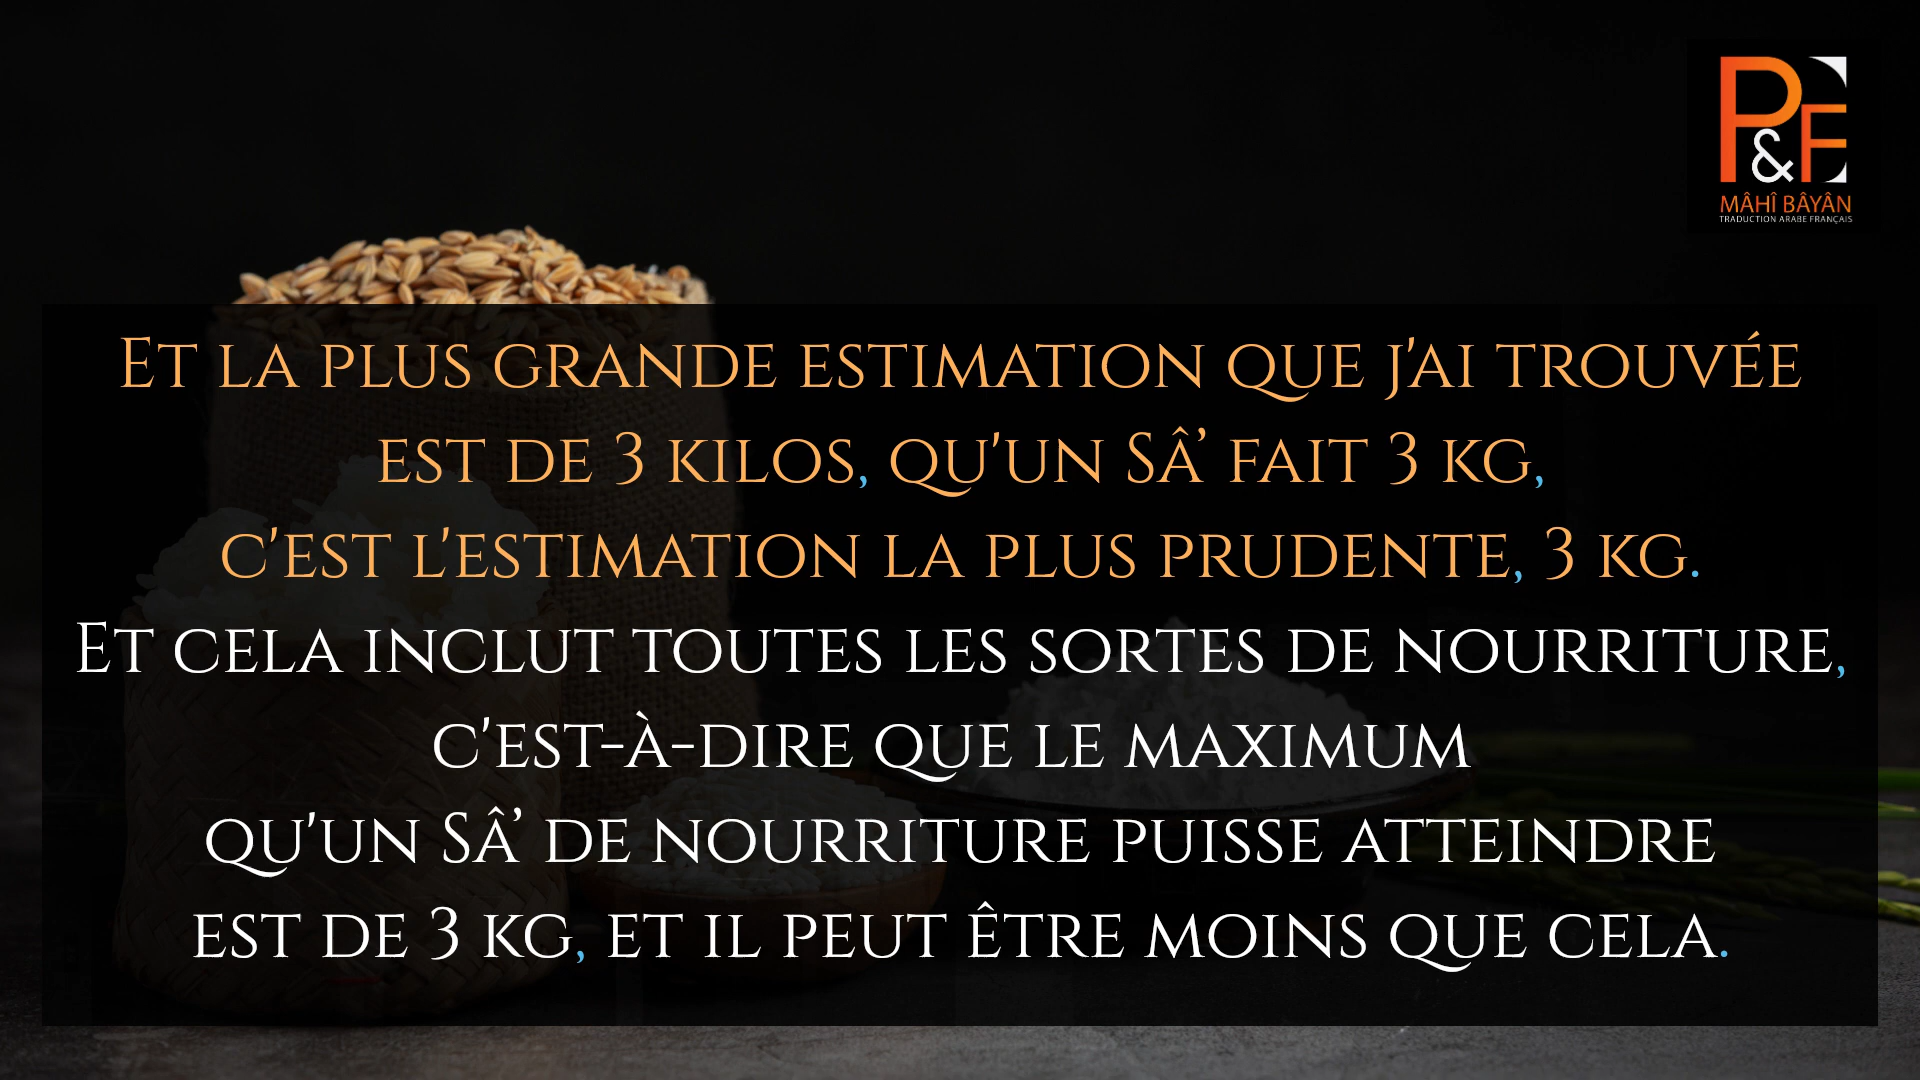 P&F
MÂHÎ BÂYÂN
TRADUCTION ARABE FRANÇAIS
Et la plus grande estimation que j'ai trouvée
est de 3 kilos, qu'un Sâ’ fait 3 kg,
c'est l'estimation la plus prudente, 3 kg.
Et cela inclut toutes les sortes de nourriture,
c'est-à-dire que le maximum
qu'un Sâ’ de nourriture puisse atteindre
est de 3 kg, et il peut être moins que cela.